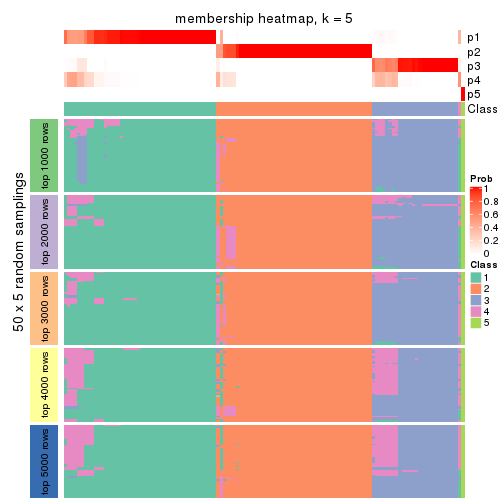 membership heatmap, k = 5
p1
p2
p3
p4
p5
Class
50 x 5 random samplings
top 1000 rows
top 2000 rows
top 3000 rows
top 4000 rows
top 5000 rows
Prob
1
0.8
0.6
0.4
0.2
0
Class
1
2
3
4
5